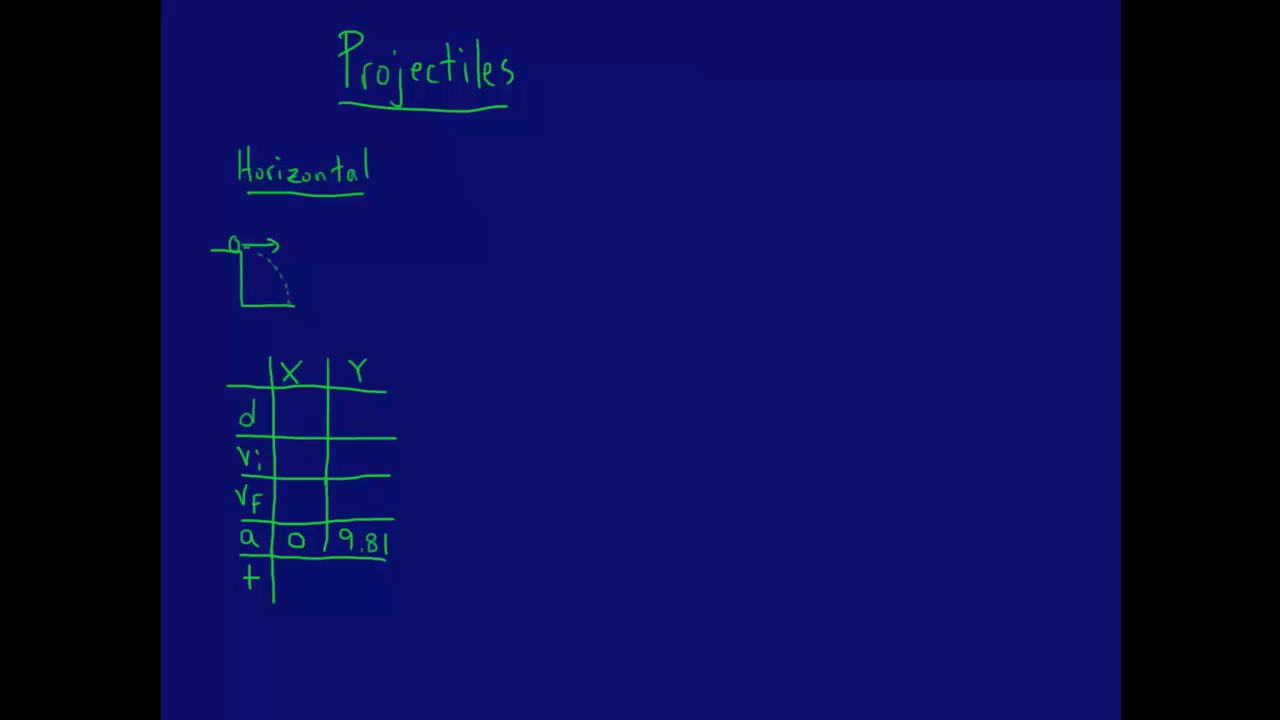 Projectiles
Horizontal
X Y
d
Vi
VF
a 0 9.81
t